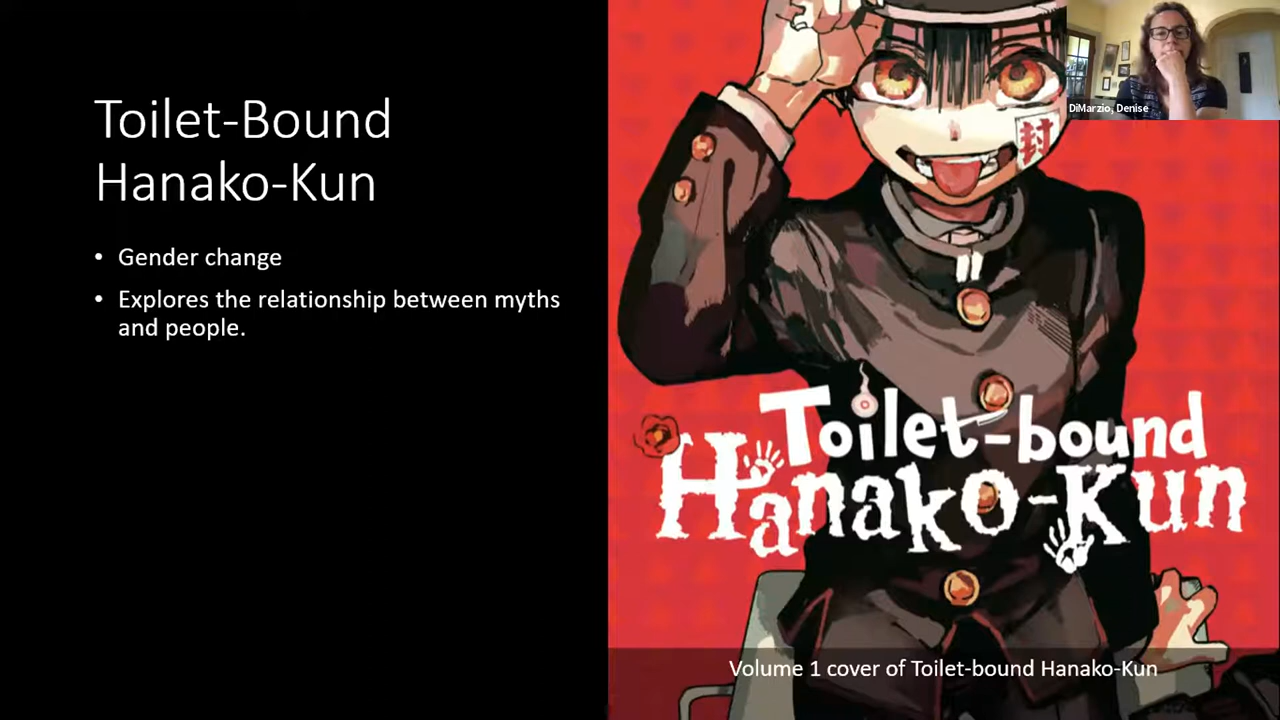 Toilet-Bound
Hanako-Kun
• Gender change
• Explores the relationship between myths
and people.
DiMarzio, Denise
封
Toilet-bound
Hanako-Kun
Volume 1 cover of Toilet-bound Hanako-Kun